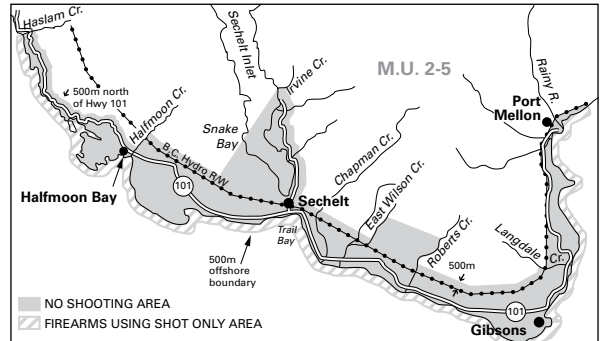 Haslam Cr.
500m north
of Hwy 101
Halfmoon Cr.
Sechelt Inlet
Irvine Cr.
M.U. 2-5
Rainy R.
Port
Mellon
Snake
Bay
B.C. Hydro R/W
Chapman Cr.
East Wilson Cr.
Halfmoon Bay
101
Sechelt
Roberts Cr.
Langdale
Cr.
Trail
Bay
500m
offshore
boundary
500m
101
Gibsons
NO SHOOTING AREA
FIREARMS USING SHOT ONLY AREA